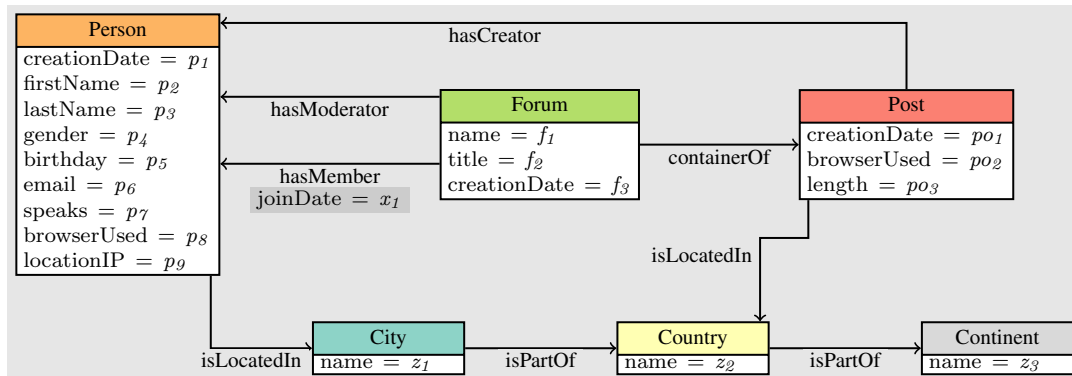 Person
creationDate = p1
firstName = p2
lastName = p3
gender = p4
birthday = p5
email = p6
speaks = p7
browserUsed = p8
locationIP = p9
hasCreator
hasModerator
hasMember
joinDate = x1
Forum
name = f1
title = f2
creationDate = f3
containerOf
Post
creationDate = po1
browserUsed = po2
length = po3
isLocatedIn
isLocatedIn
City
name = z1
isPartOf
Country
name = z2
isPartOf
Continent
name = z3